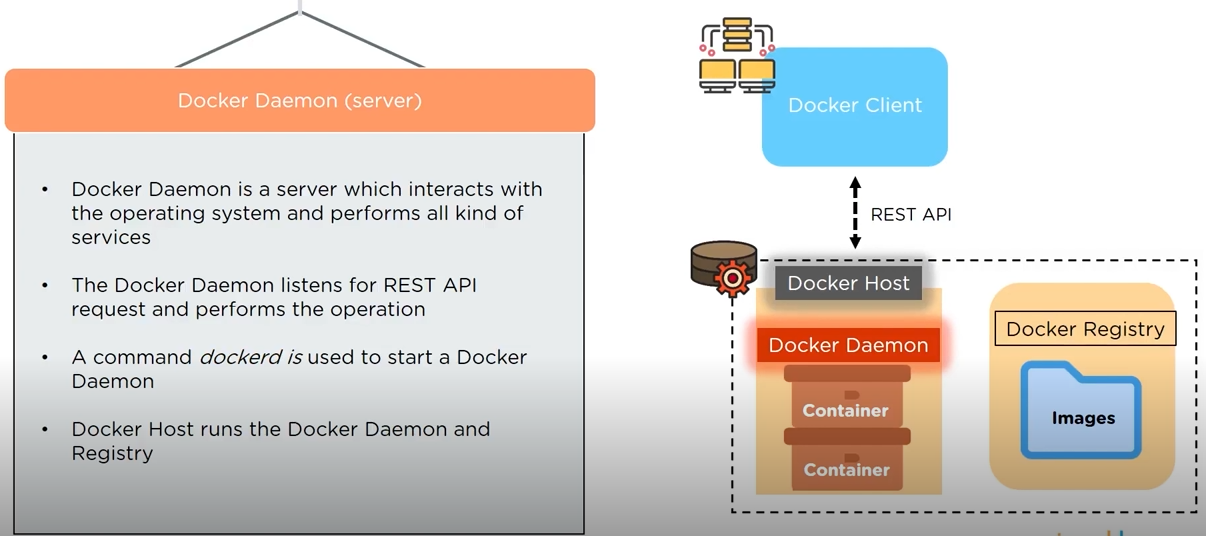 Docker Daemon (server)
• Docker Daemon is a server which interacts with
the operating system and performs all kind of
services
• The Docker Daemon listens for REST API
request and performs the operation
• A command dockerd is used to start a Docker
Daemon
• Docker Host runs the Docker Daemon and
Registry
Docker Client
REST API
Docker Host
Docker Daemon
Container
Container
Docker Registry
Images